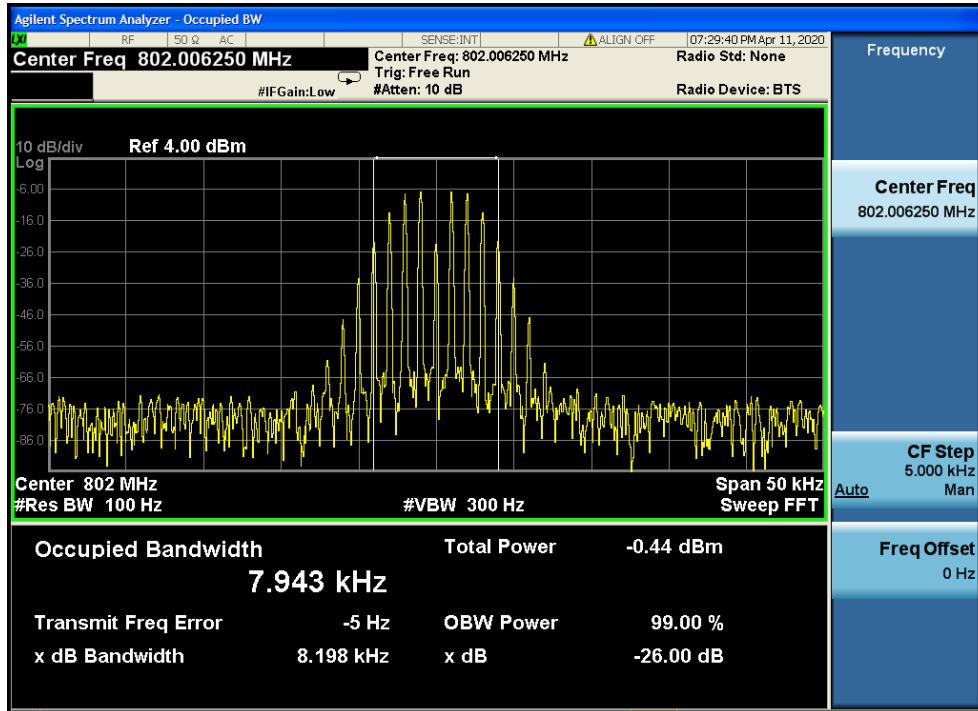 Agilent Spectrum Analyzer - Occupied BW
LXI RF 50 Ω AC SENSE:INT ALIGN OFF 07:29:40 PM Apr 11, 2020
Center Freq 802.006250 MHz
Center Freq: 802.006250 MHz Radio Std: None
Trig: Free Run
#IFGain:Low #Atten: 10 dB Radio Device: BTS
10 dB/div Ref 4.00 dBm
Log
-6.00
-16.0
-26.0
-36.0
-46.0
-56.0
-66.0
-76.0
-86.0
Center 802 MHz Span 50 kHz
#Res BW 100 Hz #VBW 300 Hz Sweep FFT
Occupied Bandwidth Total Power -0.44 dBm
7.943 kHz
Transmit Freq Error -5 Hz OBW Power 99.00 %
x dB Bandwidth 8.198 kHz x dB -26.00 dB
Frequency
Center Freq
802.006250 MHz
CF Step
5.000 kHz
Auto Man
Freq Offset
0 Hz